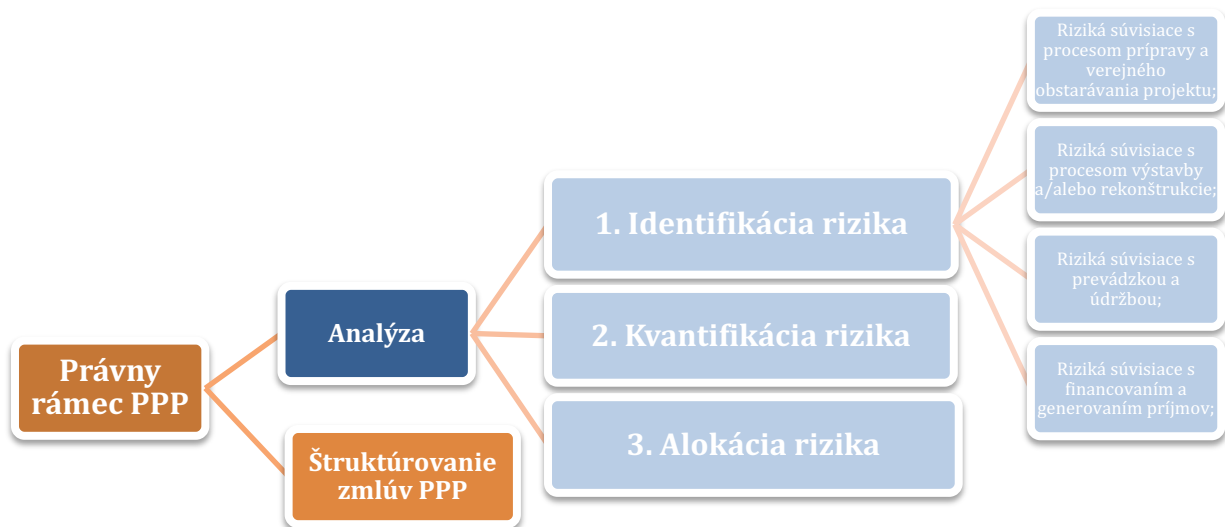 Právny
rámec PPP
Analýza
Štruktúrovanie
zmlúv PPP
1. Identifikácia rizika
2. Kvantifikácia rizika
3. Alokácia rizika
Riziká súvisiace s
procesom prípravy a
verejného
obstarávania projektu;
Riziká súvisiace s
procesom výstavby
a/alebo rekonštrukcie;
Riziká súvisiace s
prevádzkou a
údržbou;
Riziká súvisiace s
financovaním a
generovaním príjmov;